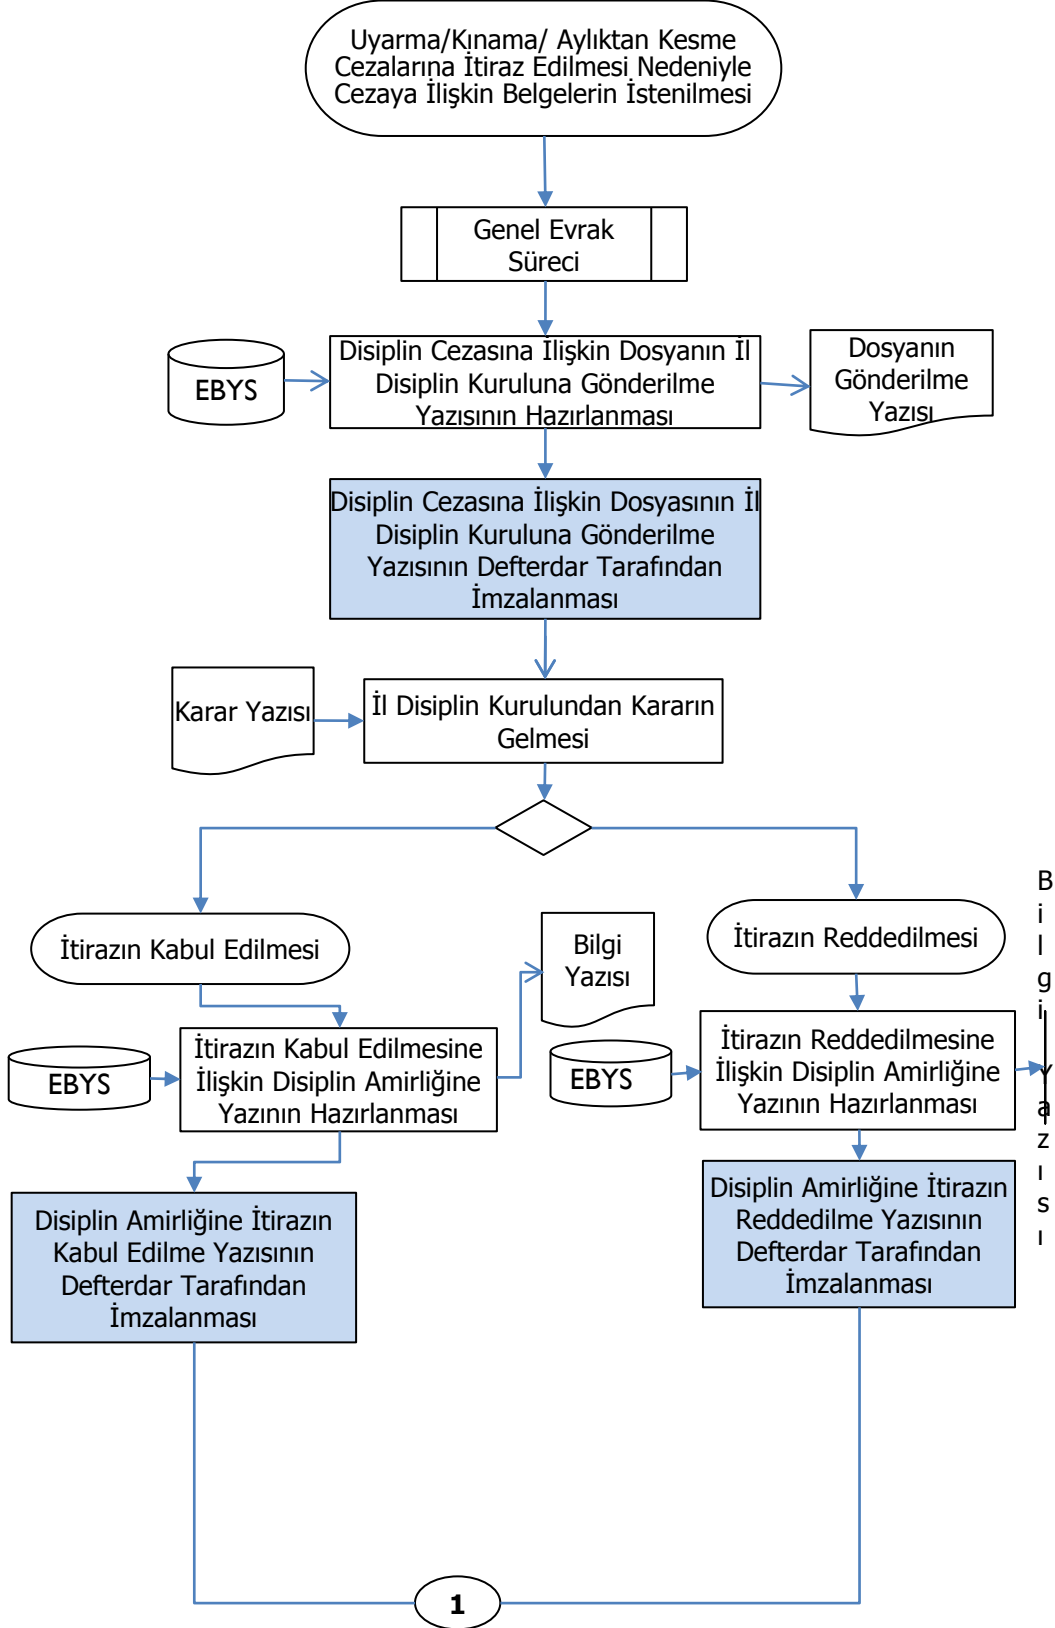 Uyarma/Kınama/ Aylıktan Kesme
Cezalarına İtiraz Edilmesi Nedeniyle
Cezaya İlişkin Belgelerin İstenilmesi
Genel Evrak
Süreci
EBYS
Disiplin Cezasına İlişkin Dosyanın İl
Disiplin Kuruluna Gönderilme
Yazısının Hazırlanması
Dosyanın
Gönderilme
Yazısı
Disiplin Cezasına İlişkin Dosyasının İl
Disiplin Kuruluna Gönderilme
Yazısının Defterdar Tarafından
İmzalanması
Karar Yazısı
İl Disiplin Kurulundan Kararın
Gelmesi
İtirazın Kabul Edilmesi
Bilgi
Yazısı
İtirazın Reddedilmesi
EBYS
İtirazın Kabul Edilmesine
İlişkin Disiplin Amirliğine
Yazının Hazırlanması
EBYS
İtirazın Reddedilmesine
İlişkin Disiplin Amirliğine
Yazının Hazırlanması
Bilgi Yazısı
Disiplin Amirliğine İtirazın
Kabul Edilme Yazısının
Defterdar Tarafından
İmzalanması
Disiplin Amirliğine İtirazın
Reddedilme Yazısının
Defterdar Tarafından
İmzalanması
1